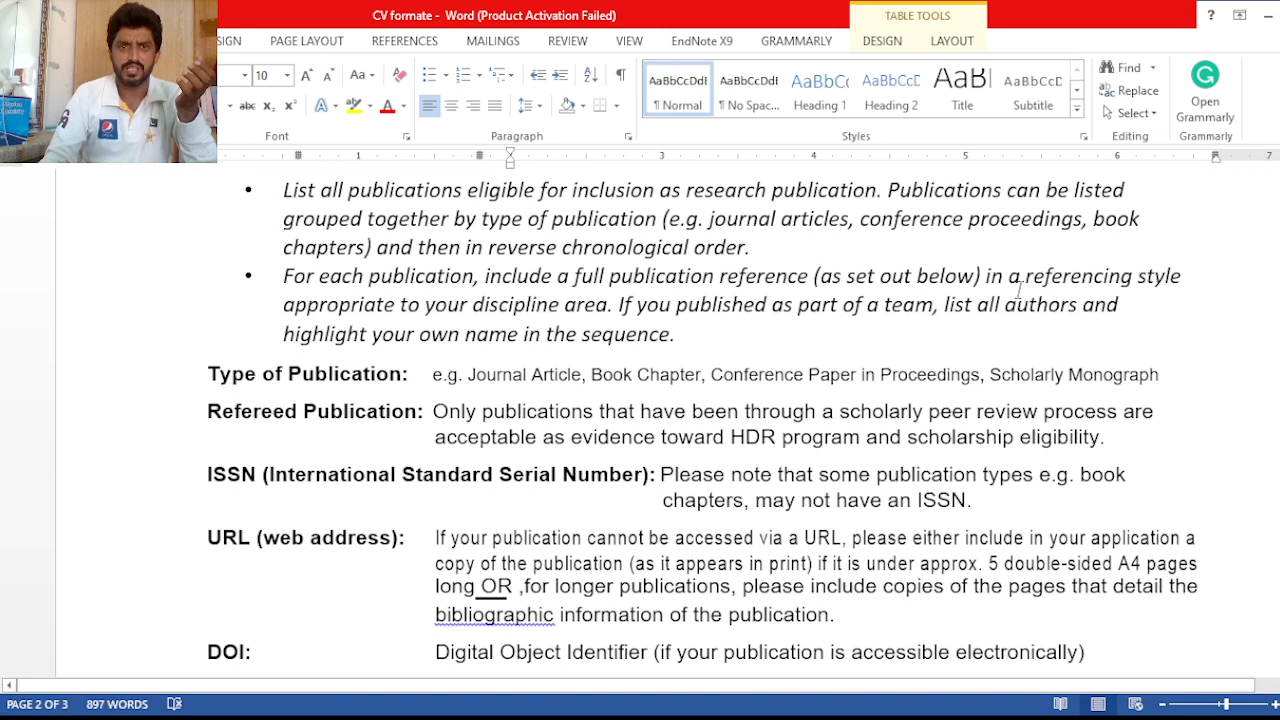 CV formate - Word (Product Activation Failed)
TABLE TOOLS
SIGN PAGE LAYOUT REFERENCES MAILINGS REVIEW VIEW EndNote X9 GRAMMARLY DESIGN LAYOUT
10 Aa
AaBbCcDdI AaBbCcDdI AaBbCc AaBbCcD AaB AaBbCcD
¶ Normal ¶ No Spac... Heading 1 Heading 2 Title Subtitle
Find
Replace
Select
Open Grammarly
Font Paragraph Styles Editing Grammarly
1 3 4 5 6 7
• List all publications eligible for inclusion as research publication. Publications can be listed
grouped together by type of publication (e.g. journal articles, conference proceedings, book
chapters) and then in reverse chronological order.
• For each publication, include a full publication reference (as set out below) in a referencing style
appropriate to your discipline area. If you published as part of a team, list all authors and
highlight your own name in the sequence.
Type of Publication: e.g. Journal Article, Book Chapter, Conference Paper in Proceedings, Scholarly Monograph
Refereed Publication: Only publications that have been through a scholarly peer review process are
acceptable as evidence toward HDR program and scholarship eligibility.
ISSN (International Standard Serial Number): Please note that some publication types e.g. book
chapters, may not have an ISSN.
URL (web address): If your publication cannot be accessed via a URL, please either include in your application a
copy of the publication (as it appears in print) if it is under approx. 5 double-sided A4 pages
long OR ,for longer publications, please include copies of the pages that detail the
bibliographic information of the publication.
DOI: Digital Object Identifier (if your publication is accessible electronically)
PAGE 2 OF 3 897 WORDS
pepsi